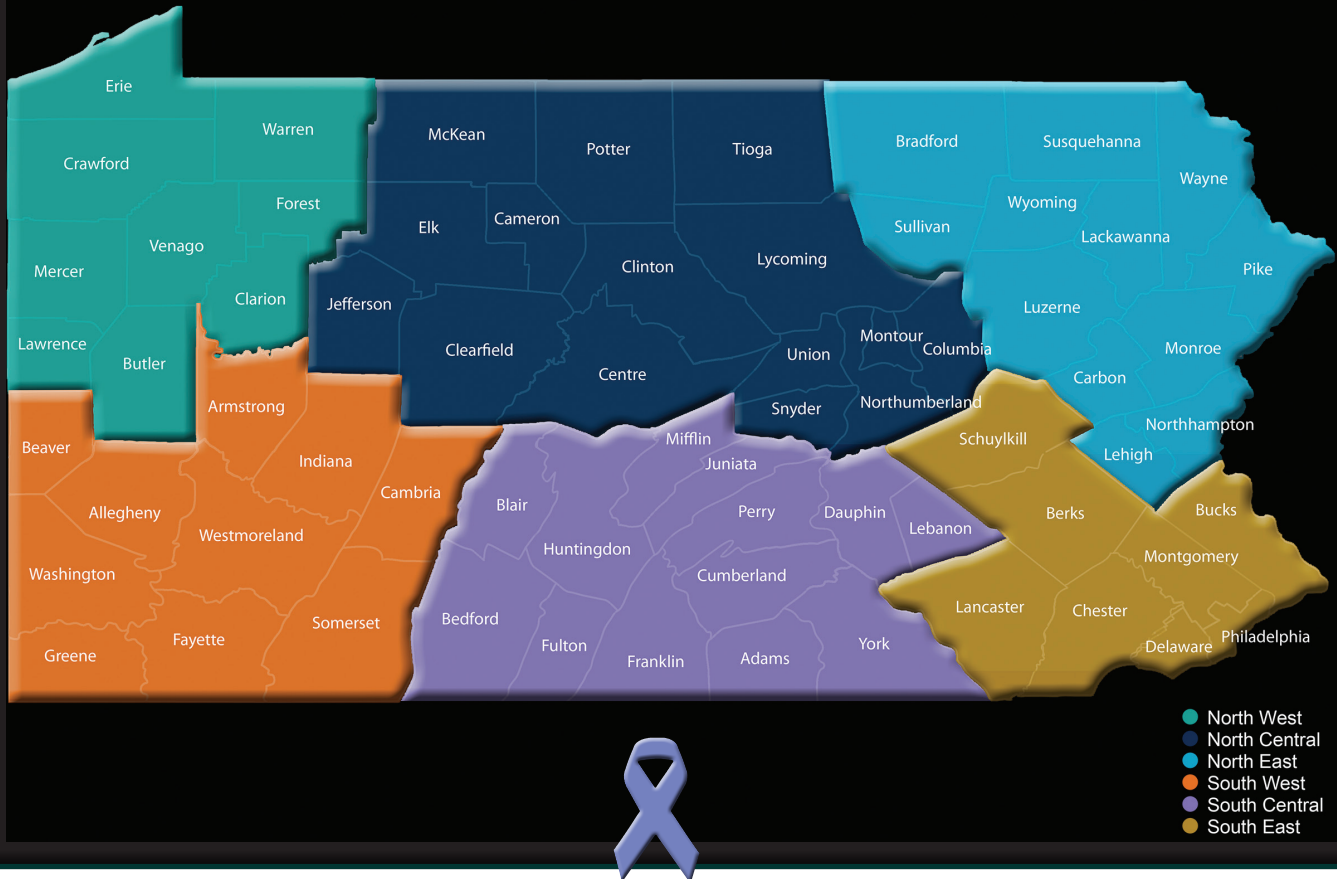 Erie
Warren
Crawford
Forest
Venago
Mercer
Clarion
Lawrence
Butler
McKean
Potter
Tioga
Elk
Cameron
Clinton
Lycoming
Jefferson
Clearfield
Centre
Union
Montour
Columbia
Snyder
Northumberland
Bradford
Susquehanna
Wayne
Wyoming
Sullivan
Lackawanna
Pike
Luzerne
Monroe
Carbon
Northhampton
Lehigh
Armstrong
Beaver
Indiana
Cambria
Allegheny
Westmoreland
Washington
Somerset
Fayette
Greene
Mifflin
Juniata
Blair
Perry
Dauphin
Lebanon
Huntingdon
Cumberland
Bedford
Fulton
Franklin
Adams
York
Schuylkill
Berks
Bucks
Montgomery
Lancaster
Chester
Delaware
Philadelphia
North West
North Central
North East
South West
South Central
South East